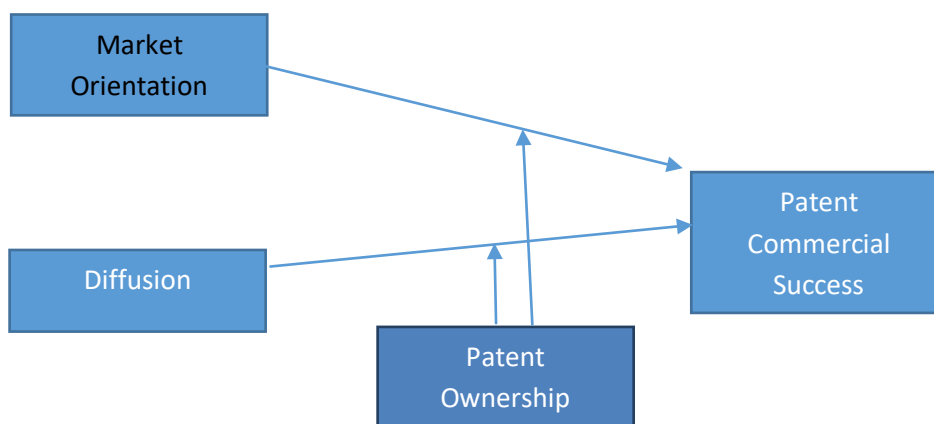 Market
Orientation
Patent
Commercial
Success
Diffusion
Patent
Ownership